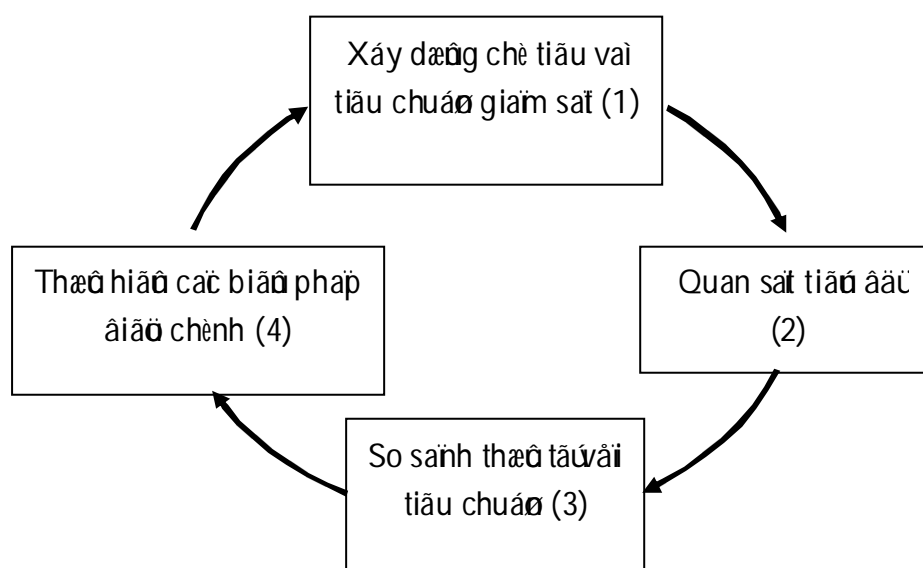 Xáy dæûng chè tiãu vaì
tiãu chuáøn giaïm saït (1)
Quan saït tiãún âäü
(2)
So saïnh thæûc tãú våïi
tiãu chuáøn (3)
Thæûc hiãûn caïc biãûn phaïp
âiãöu chènh (4)